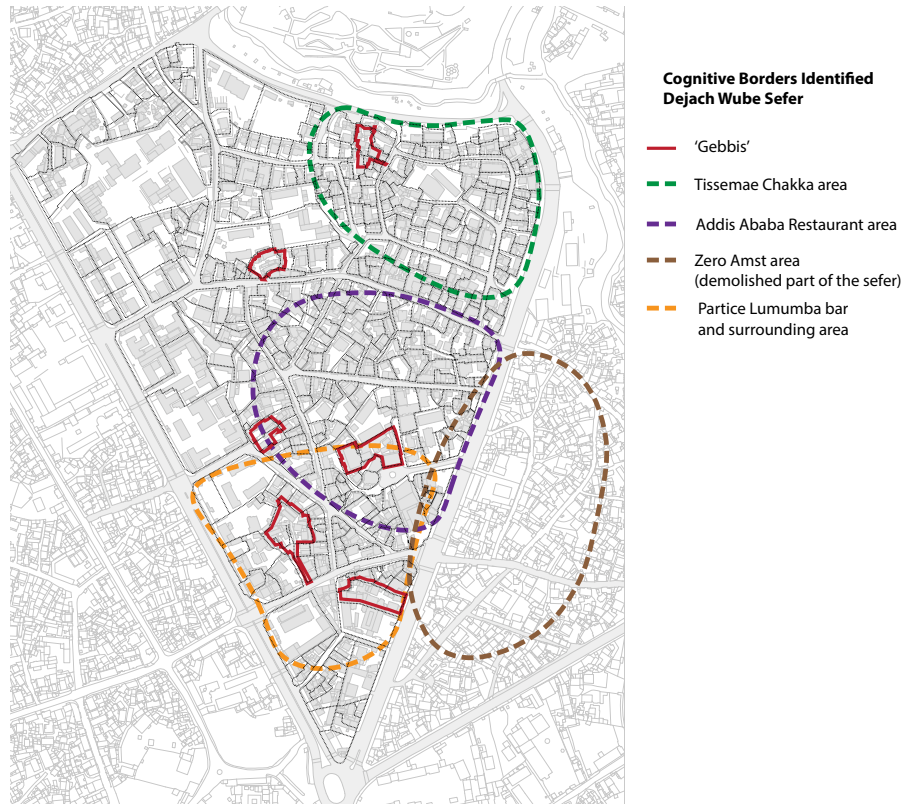 Cognitive Borders Identified
Dejach Wube Sefer
'Gebbis'
Tissemae Chakka area
Addis Ababa Restaurant area
Zero Amst area
(demolished part of the sefer)
Partice Lumumba bar
and surrounding area